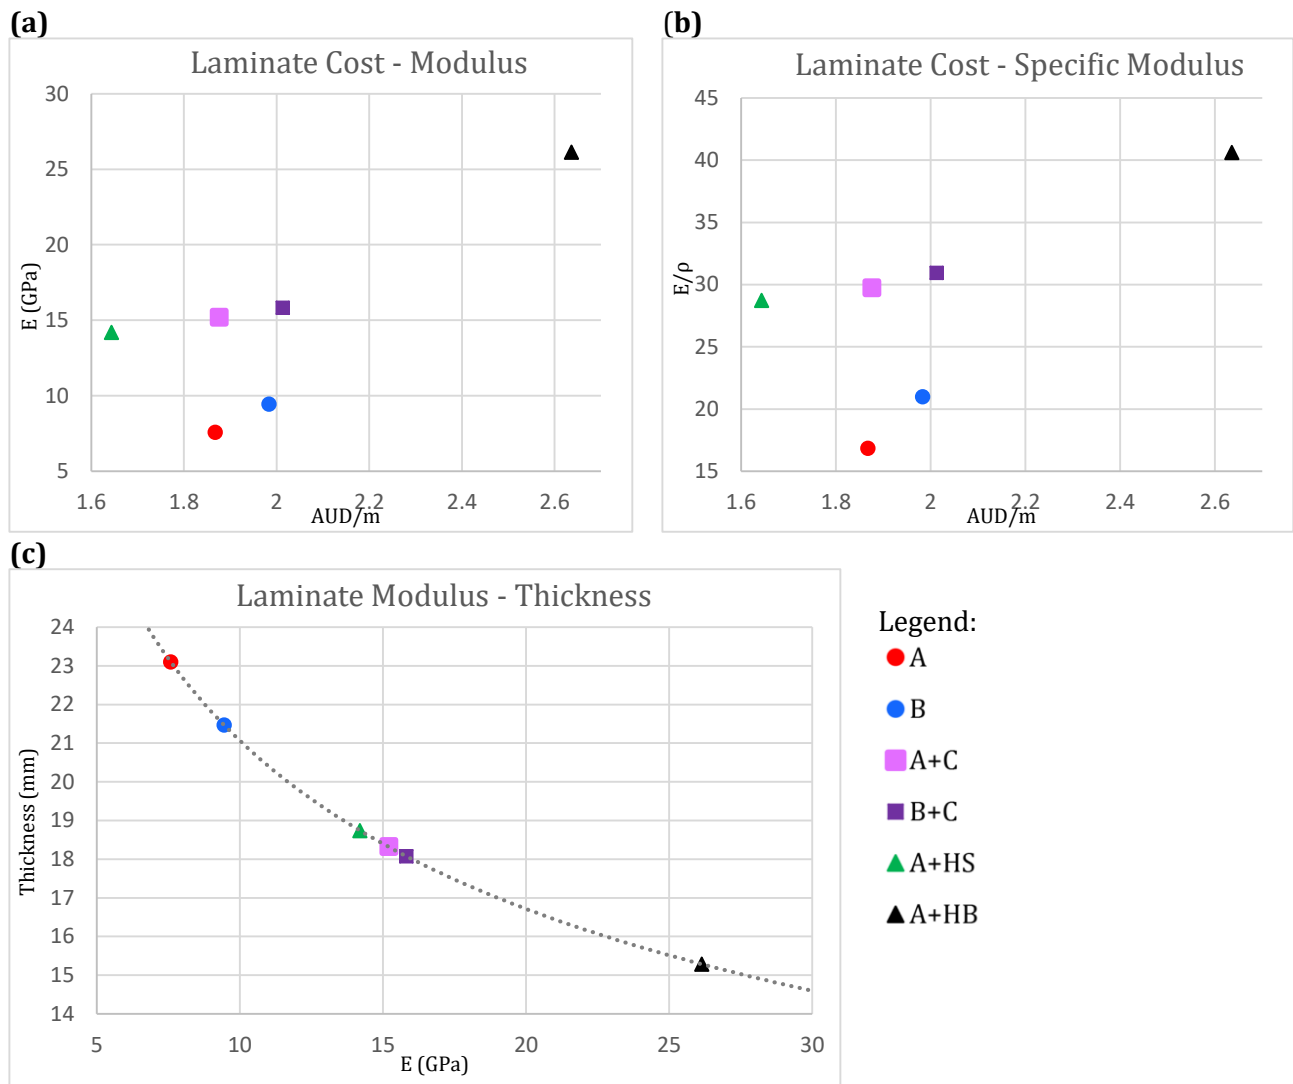 (a)
Laminate Cost - Modulus
30
25
20
15
10
5
E (GPa)
1.6 1.8 2 2.2 2.4 2.6
AUD/m
(b)
Laminate Cost - Specific Modulus
45
40
35
30
25
20
15
E/ρ
1.6 1.8 2 2.2 2.4 2.6
AUD/m
(c)
Laminate Modulus - Thickness
24
23
22
21
20
19
18
17
16
15
14
Thickness (mm)
5 10 15 20 25 30
E (GPa)
Legend:
A
B
A+C
B+C
A+HS
A+HB